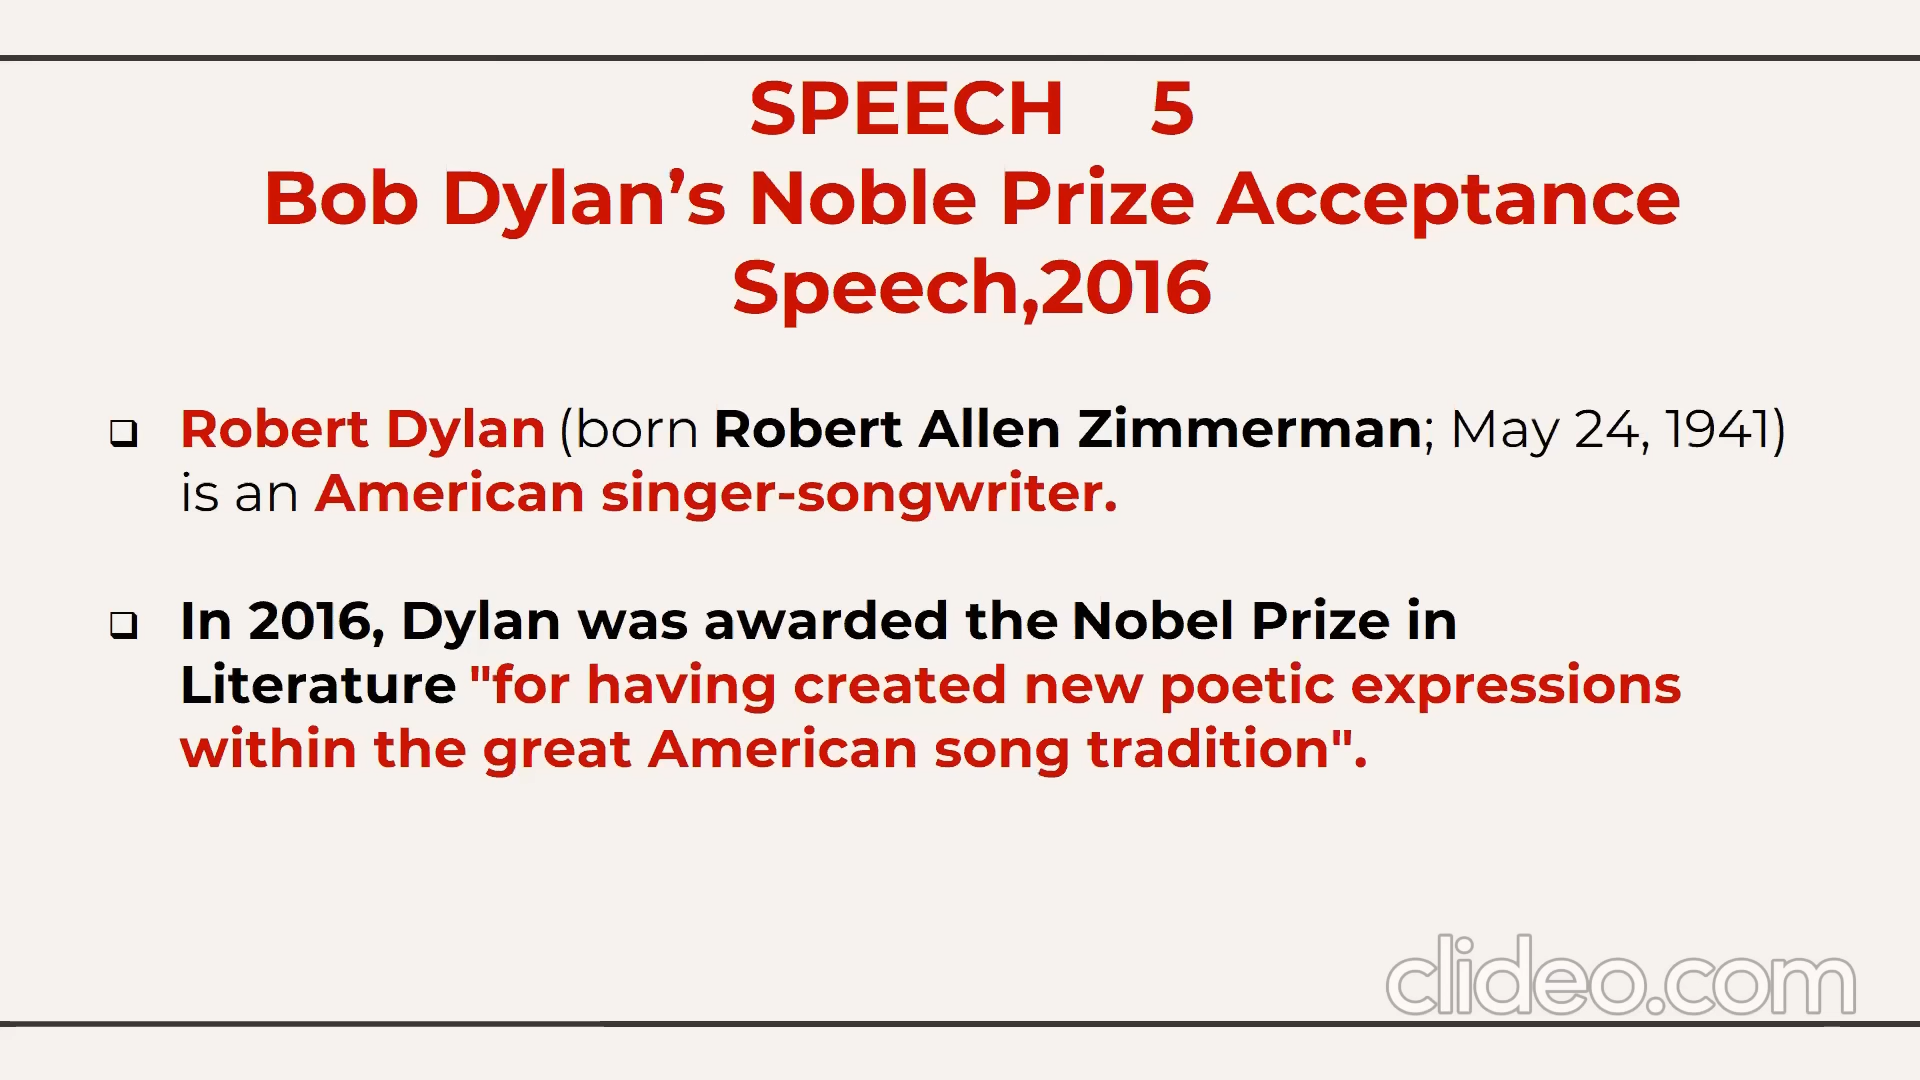 SPEECH 5
Bob Dylan’s Noble Prize Acceptance
Speech,2016
Robert Dylan (born Robert Allen Zimmerman; May 24, 1941)
is an American singer-songwriter.
In 2016, Dylan was awarded the Nobel Prize in
Literature "for having created new poetic expressions
within the great American song tradition".
clideo.com